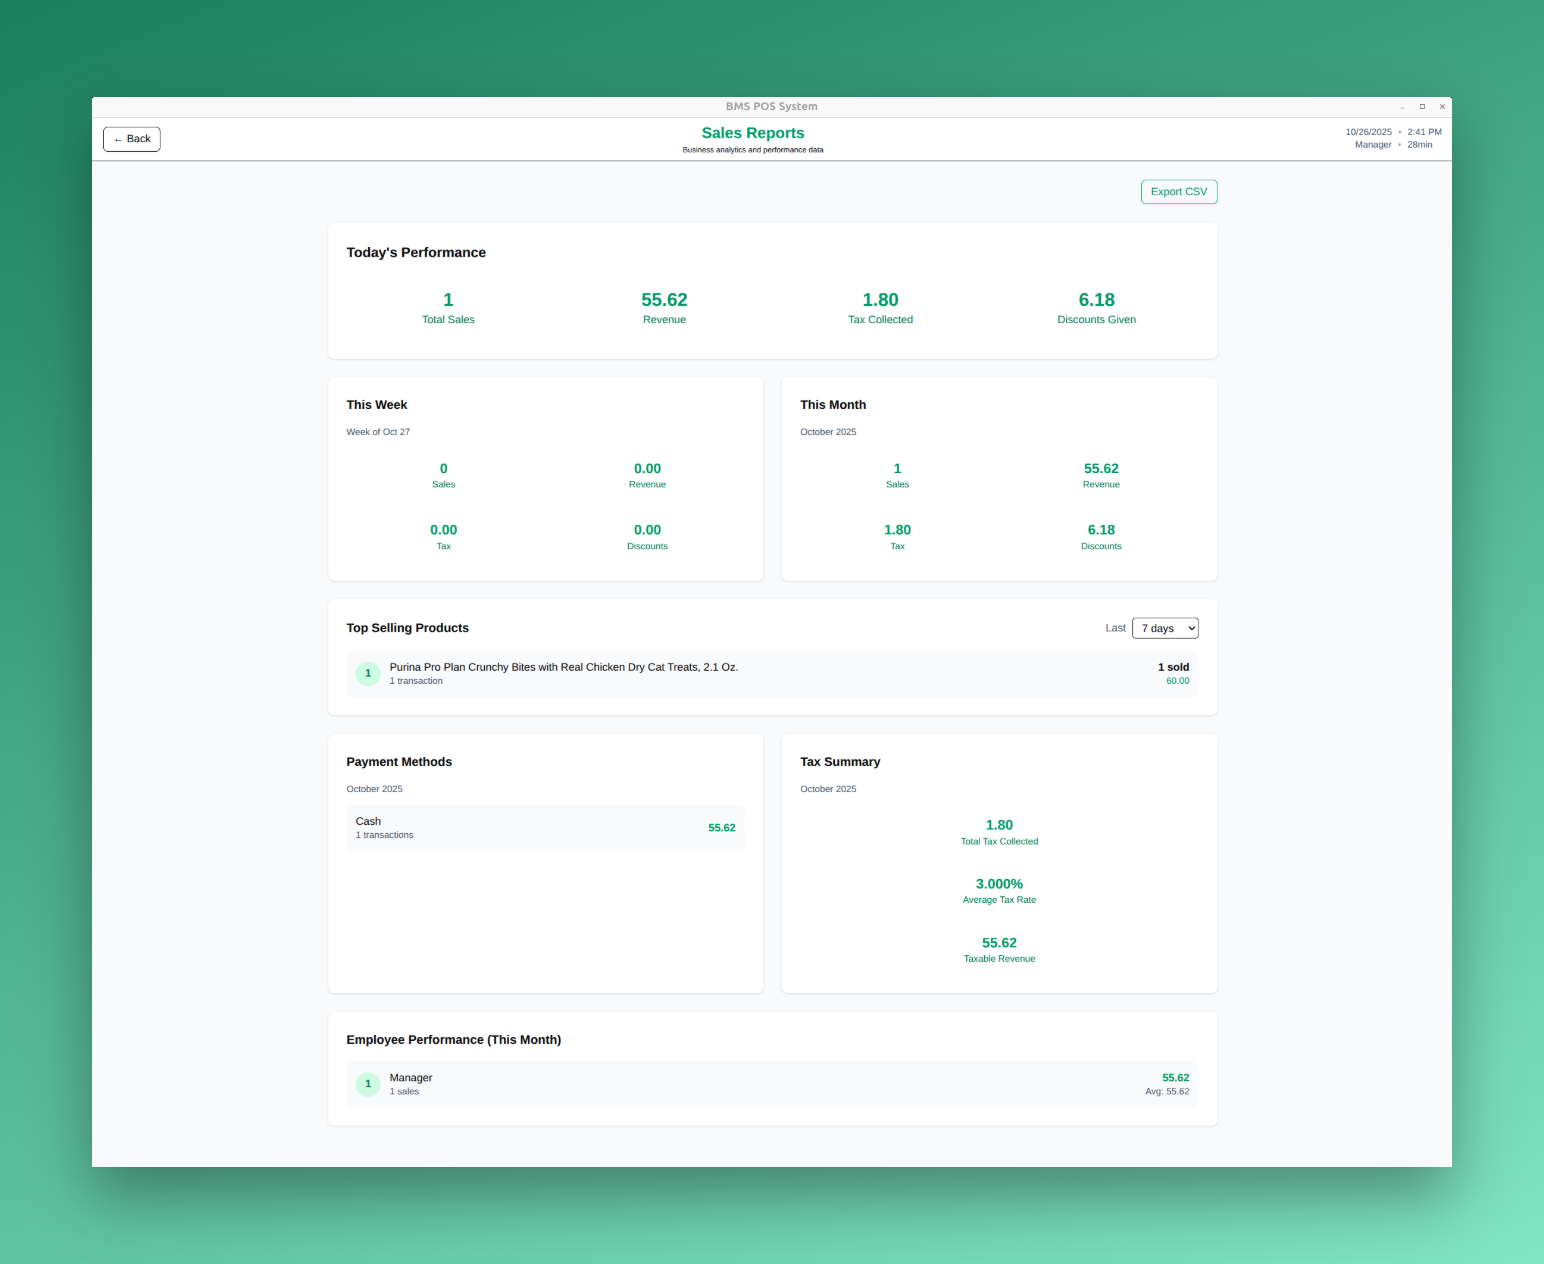 BMS POS System
← Back
Sales Reports
Business analytics and performance data
10/26/2025 • 2:41 PM
Manager • 28min
Export CSV
Today's Performance
1
Total Sales
55.62
Revenue
1.80
Tax Collected
6.18
Discounts Given
This Week
Week of Oct 27
0
Sales
0.00
Revenue
0.00
Tax
0.00
Discounts
This Month
October 2025
1
Sales
55.62
Revenue
1.80
Tax
6.18
Discounts
Top Selling Products
Last 7 days
1
Purina Pro Plan Crunchy Bites with Real Chicken Dry Cat Treats, 2.1 Oz.
1 transaction
1 sold
60.00
Payment Methods
October 2025
Cash
1 transactions
55.62
Tax Summary
October 2025
1.80
Total Tax Collected
3.000%
Average Tax Rate
55.62
Taxable Revenue
Employee Performance (This Month)
1
Manager
1 sales
55.62
Avg: 55.62